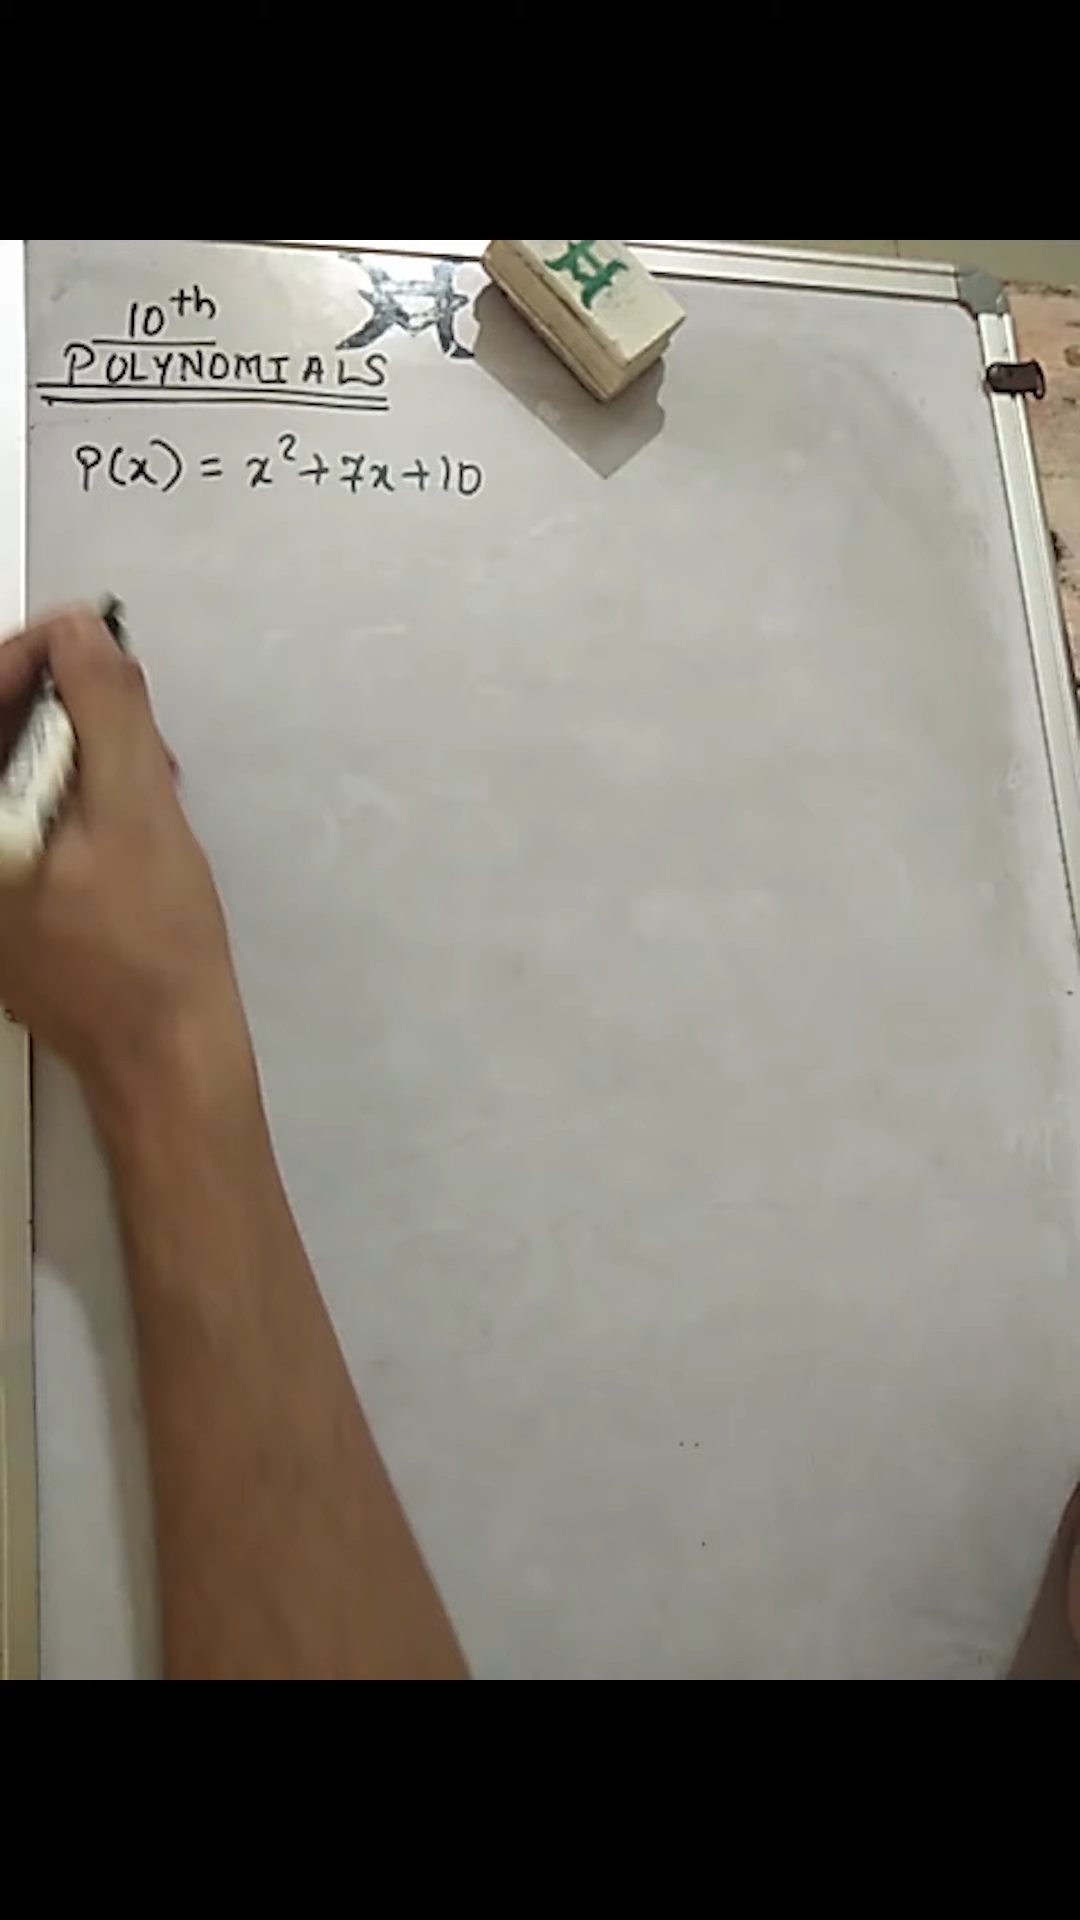 10th
POLYNOMIALS
P(x) = x²+7x+10